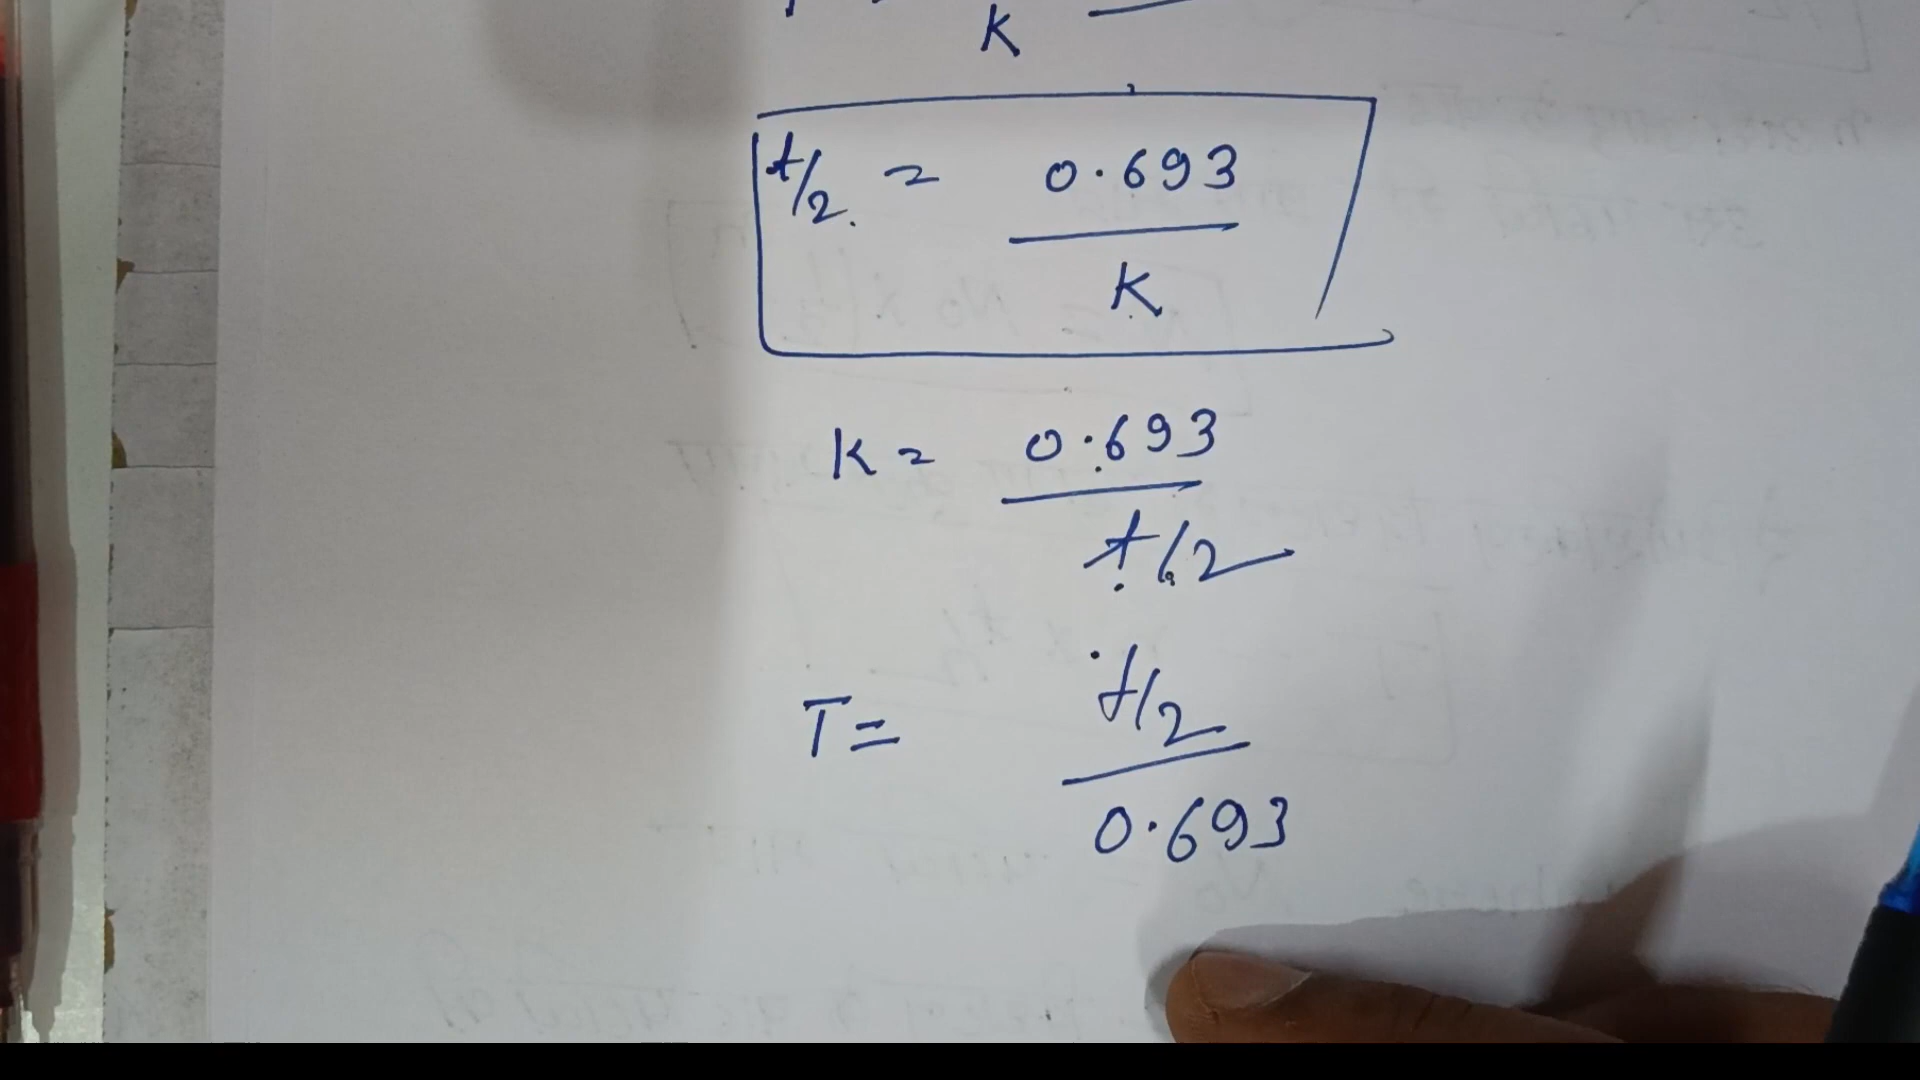 K
t/2 = 0.693
K
K = 0.693
t/2
T = t/2
0.693